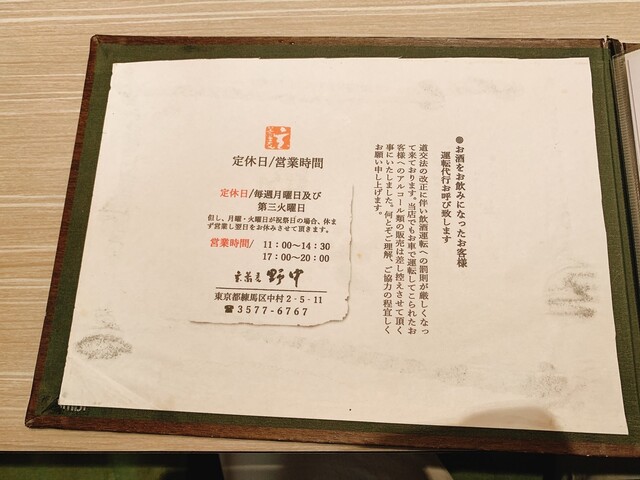 ●お酒をお飲みになったお客様
運転代行お呼び致します
道交法の改正に伴い飲酒運転への罰則が厳しくなっ
て来ております。当店でもお車で運転してこられたお
客様へのアルコール類の販売は差し控えさせて頂く
事にいたしました。何とぞご理解、ご協力の程宜しく
お願い申し上げます。
定休日/営業時間
定休日/毎週月曜日及び
第三火曜日
但し、月曜・火曜日が祝祭日の場合、休ま
ず営業し翌日をお休みさせて頂きます。
営業時間/ 11:00〜14:30
17:00〜20:00
玄蕎麦 野中
東京都練馬区中村2-5-11
☎3577-6767